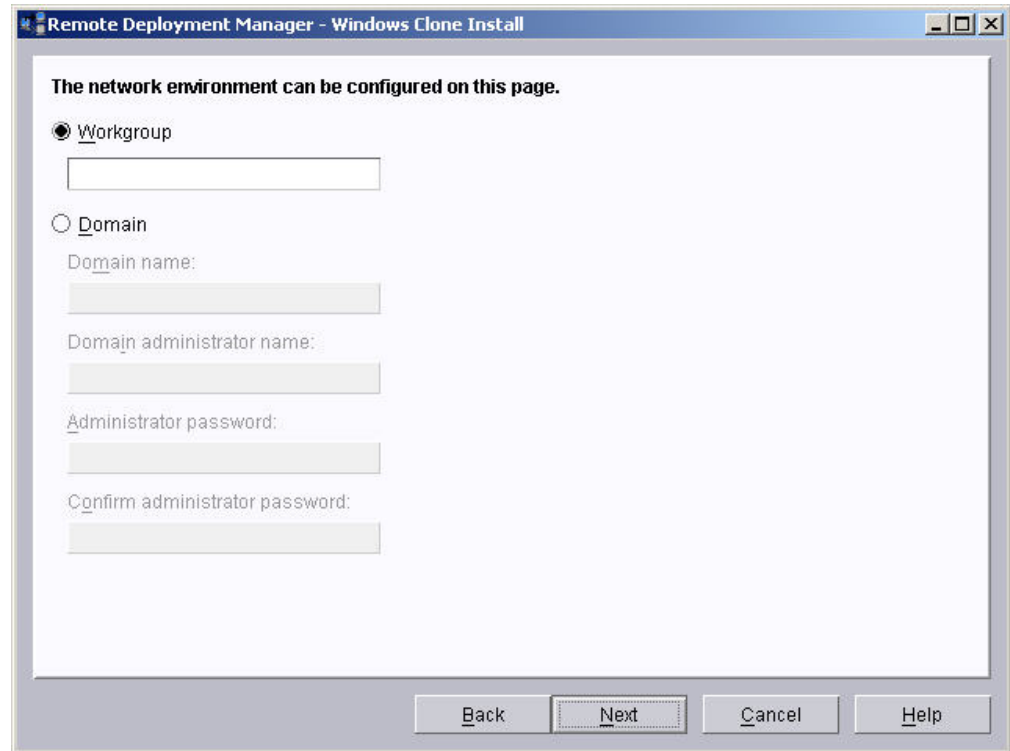 Remote Deployment Manager - Windows Clone Install
The network environment can be configured on this page.
Workgroup
Domain
Domain name:
Domain administrator name:
Administrator password:
Confirm administrator password:
Back Next Cancel Help